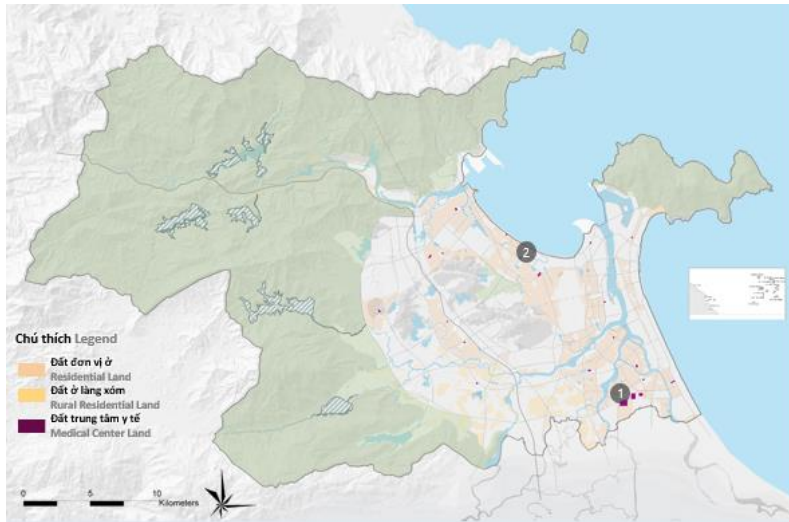 2
1
Chú thích Legend
Đất đơn vị ở
Residential Land
Đất ở làng xóm
Rural Residential Land
Đất trung tâm y tế
Medical Center Land
0 5 10
Kilometers